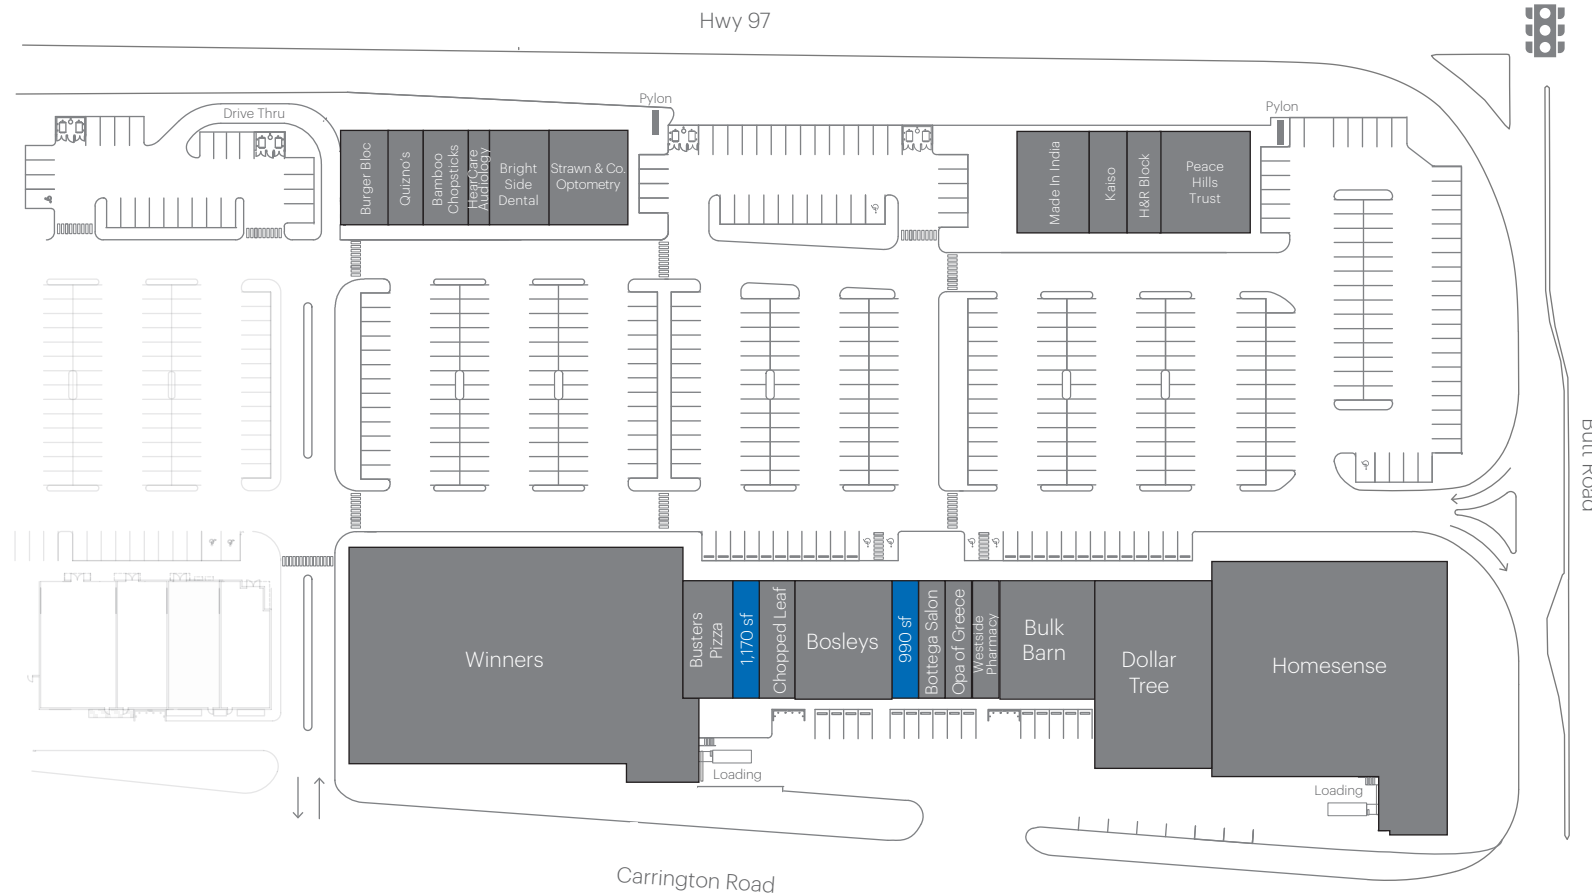 Hwy 97
Pylon
Drive Thru
Pylon
Burger Bloc
Quizno's
Bamboo
Chopsticks
HearCare
Audiology
Bright
Side
Dental
Strawn & Co.
Optometry
Made In India
Kaiso
H&R Block
Peace
Hills
Trust
Butt Road
Winners
Busters
Pizza
1,170 sf
Chopped Leaf
Bosleys
990 sf
Bottega Salon
Opa of Greece
Westside
Pharmacy
Bulk
Barn
Dollar
Tree
Homesense
Loading
Loading
Carrington Road